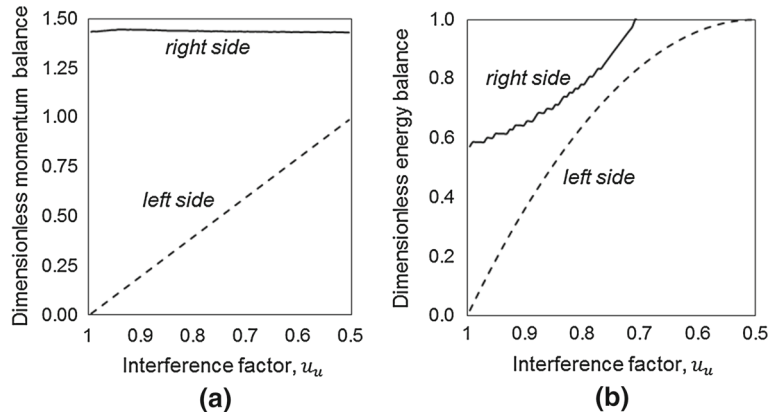 Dimensionless momentum balance
1.50
1.25
1.00
0.75
0.50
0.25
0.00
right side
left side
1 0.9 0.8 0.7 0.6 0.5
Interference factor, uᵤ
(a)
Dimensionless energy balance
1.0
0.8
0.6
0.4
0.2
0.0
right side
left side
1 0.9 0.8 0.7 0.6 0.5
Interference factor, uᵤ
(b)